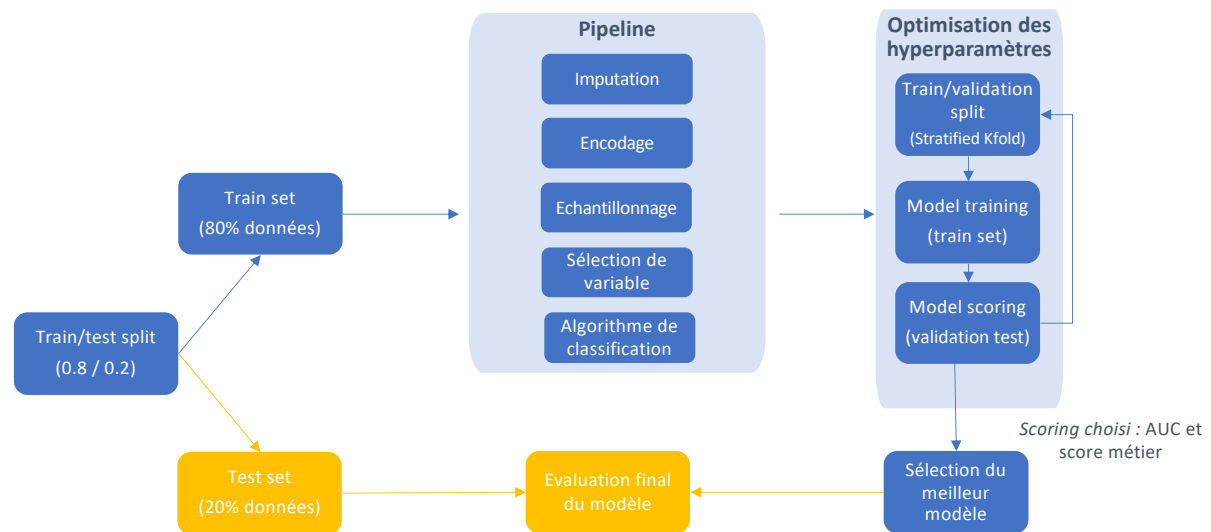 Pipeline
Imputation
Encodage
Echantillonnage
Sélection de
variable
Algorithme de
classification
Optimisation des
hyperparamètres
Train/validation
split
(Stratified Kfold)
Model training
(train set)
Model scoring
(validation test)
Train set
(80% données)
Train/test split
(0.8 / 0.2)
Test set
(20% données)
Evaluation final
du modèle
Sélection du
meilleur
modèle
Scoring choisi : AUC et
score métier